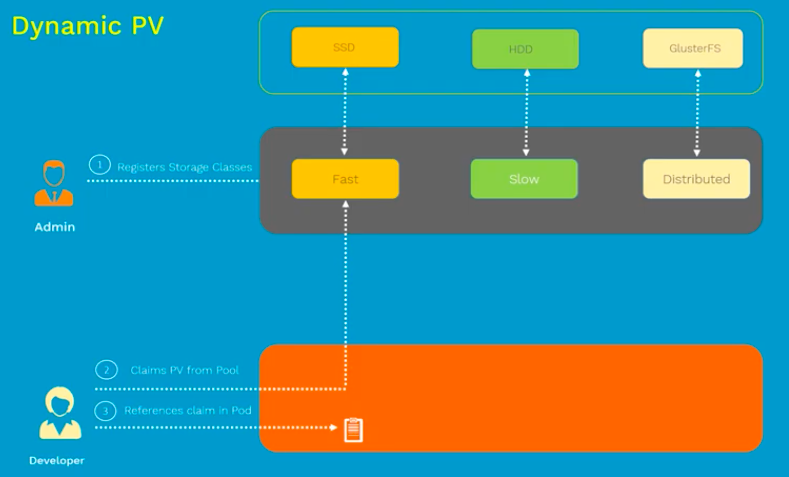 Dynamic PV
SSD
HDD
GlusterFS
1 Registers Storage Classes
Fast
Slow
Distributed
Admin
2 Claims PV from Pool
3 References claim in Pod
Developer